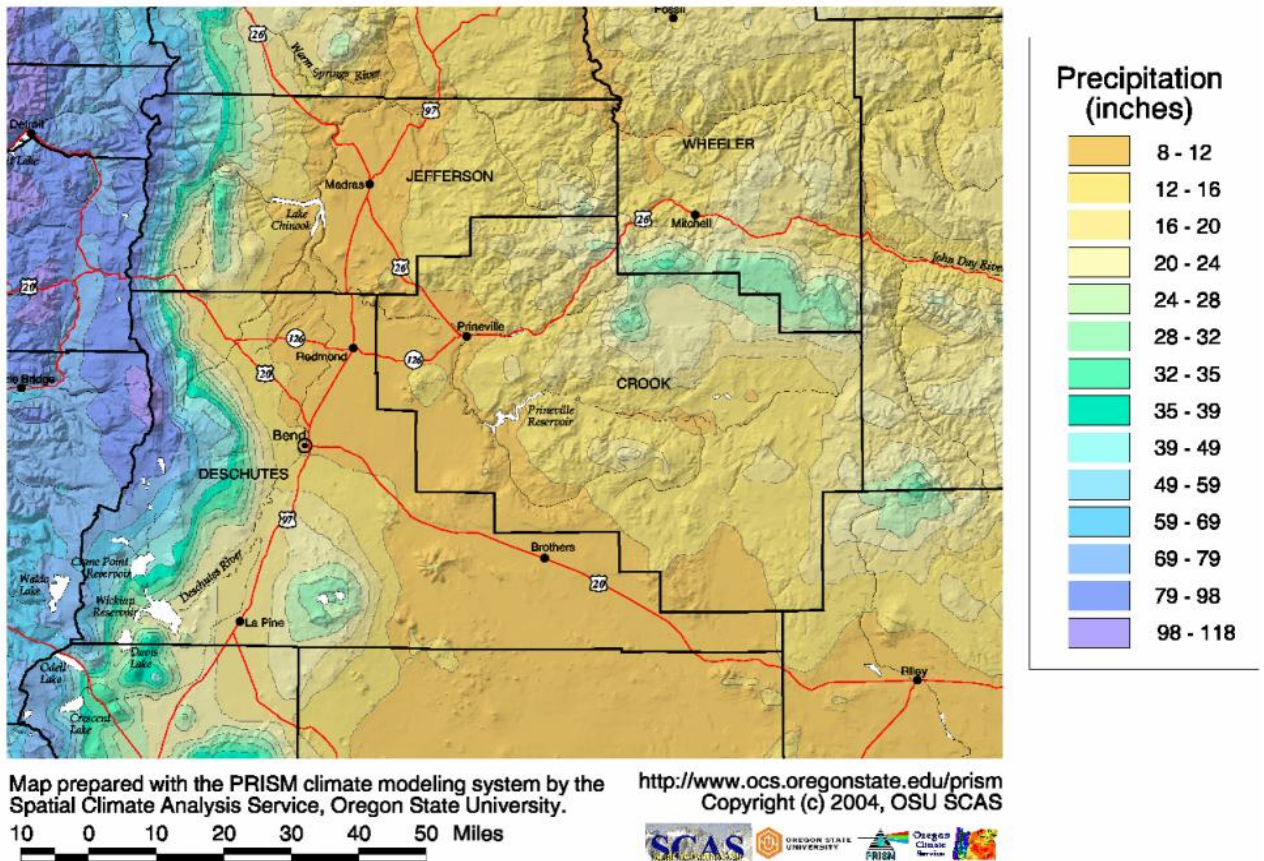 Fossil
26
Warm Springs River
97
Detroit
WHEELER
Madras
JEFFERSON
Lake
Chinook
26
Mitchell
26
John Day River
20
Prineville
126
Redmond
126
20
CROOK
Prineville
Reservoir
Bend
DESCHUTES
97
Brothers
20
Crane Point
Reservoir
Waldo
Lake
Wickiup
Reservoir
Deschutes River
La Pine
Davis
Lake
Odell
Lake
Crescent
Lake
Riley
Precipitation
(inches)
8 - 12
12 - 16
16 - 20
20 - 24
24 - 28
28 - 32
32 - 35
35 - 39
39 - 49
49 - 59
59 - 69
69 - 79
79 - 98
98 - 118
Map prepared with the PRISM climate modeling system by the
Spatial Climate Analysis Service, Oregon State University.
http://www.ocs.oregonstate.edu/prism
Copyright (c) 2004, OSU SCAS
10 0 10 20 30 40 50 Miles
SCAS
OREGON STATE
UNIVERSITY
PRISM
Oregon
Climate
Service